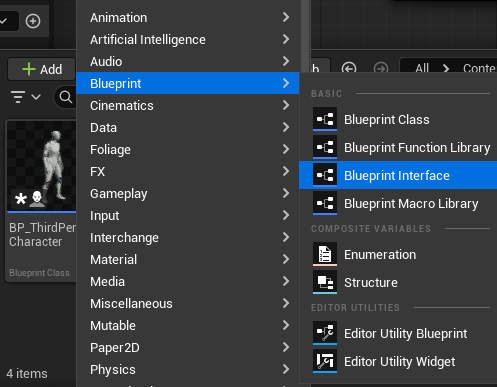 Animation
Artificial Intelligence
Add
Audio
All
Conte
Blueprint
BASIC
Cinematics
Blueprint Class
Data
Foliage
Blueprint Function Library
FX
Blueprint Interface
Gameplay
Blueprint Macro Library
Input
BP_ThirdPer
Character
COMPOSITE VARIABLES
Interchange
Enumeration
Material
Blueprint Class
Media
Structure
Miscellaneous
EDITOR UTILITIES
Mutable
Editor Utility Blueprint
Paper2D
Editor Utility Widget
Physics
4 items